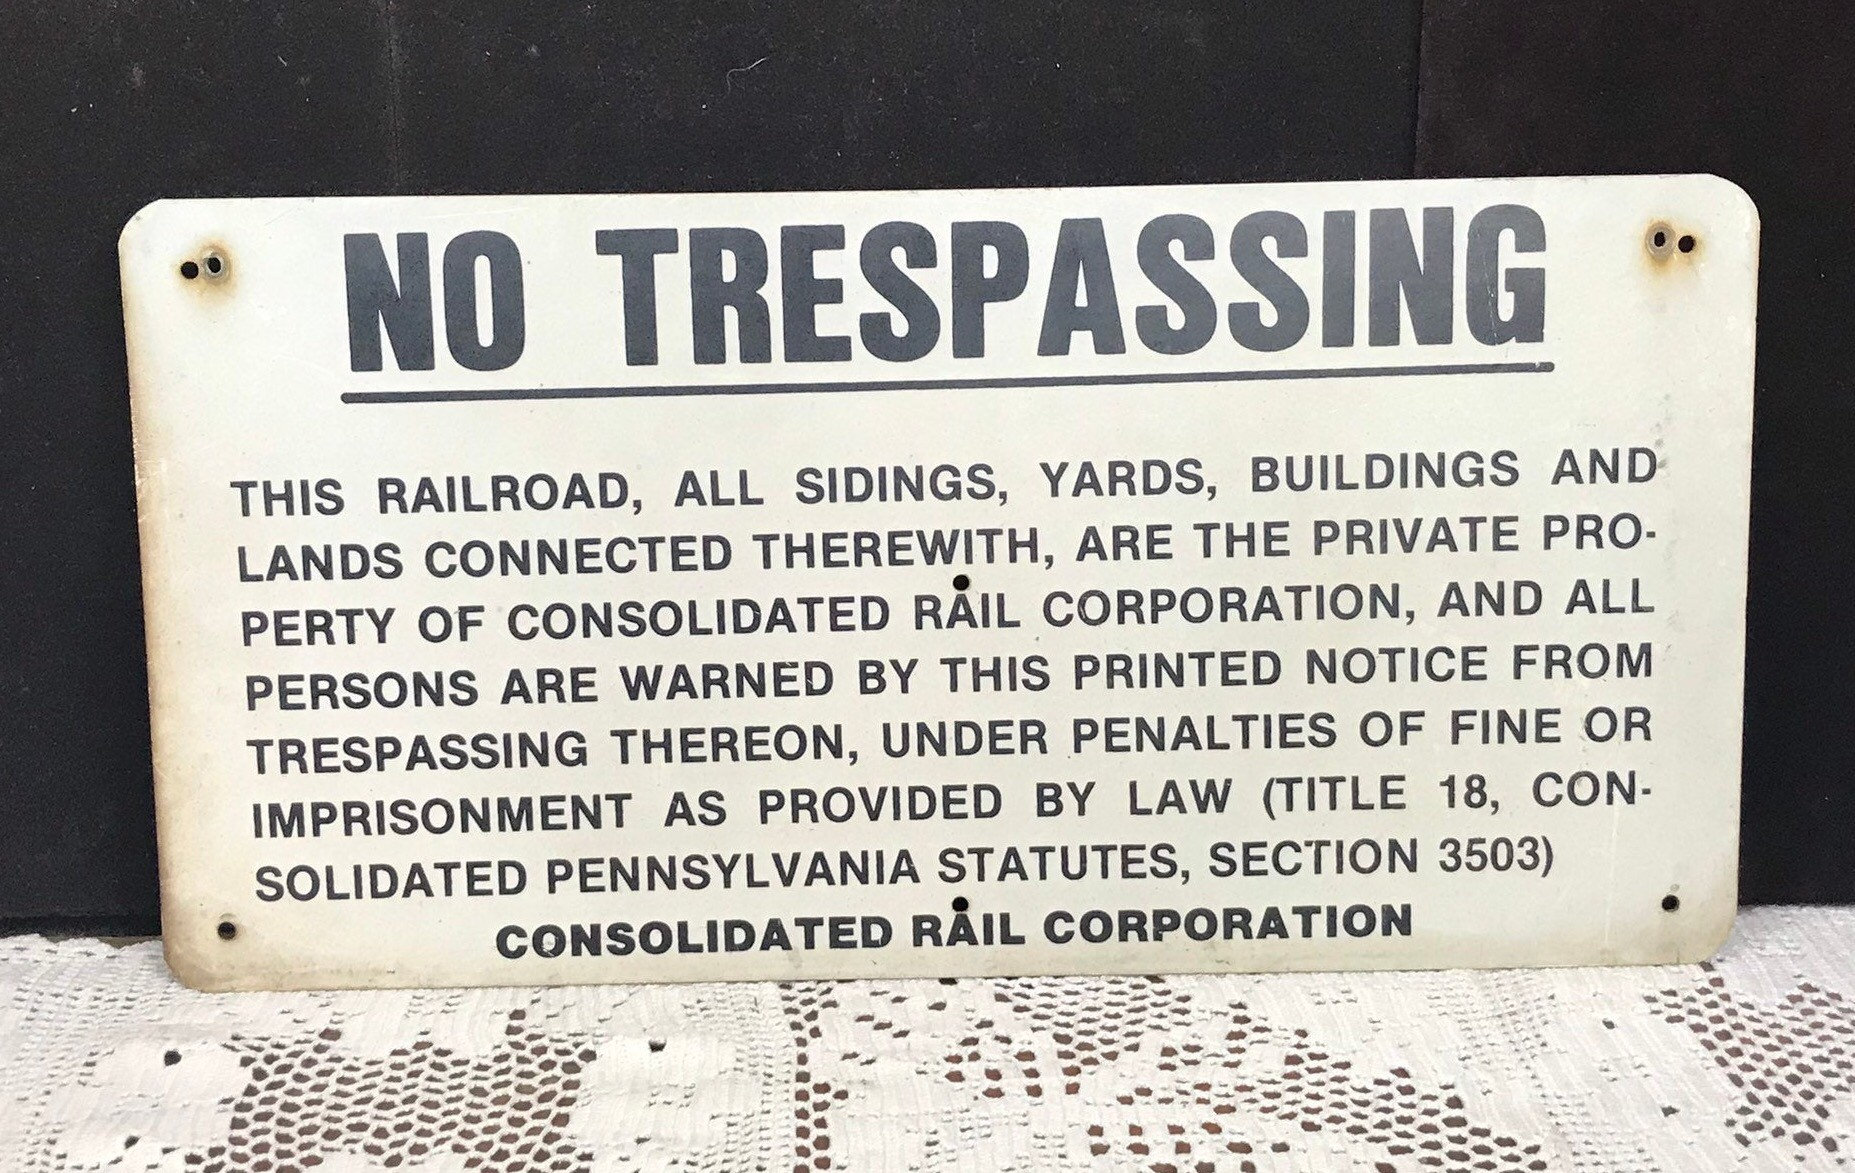 NO TRESPASSING
THIS RAILROAD, ALL SIDINGS, YARDS, BUILDINGS AND
LANDS CONNECTED THEREWITH, ARE THE PRIVATE PRO-
PERTY OF CONSOLIDATED RAIL CORPORATION, AND ALL
PERSONS ARE WARNED BY THIS PRINTED NOTICE FROM
TRESPASSING THEREON, UNDER PENALTIES OF FINE OR
IMPRISONMENT AS PROVIDED BY LAW (TITLE 18, CON-
SOLIDATED PENNSYLVANIA STATUTES, SECTION 3503)
CONSOLIDATED RAIL CORPORATION